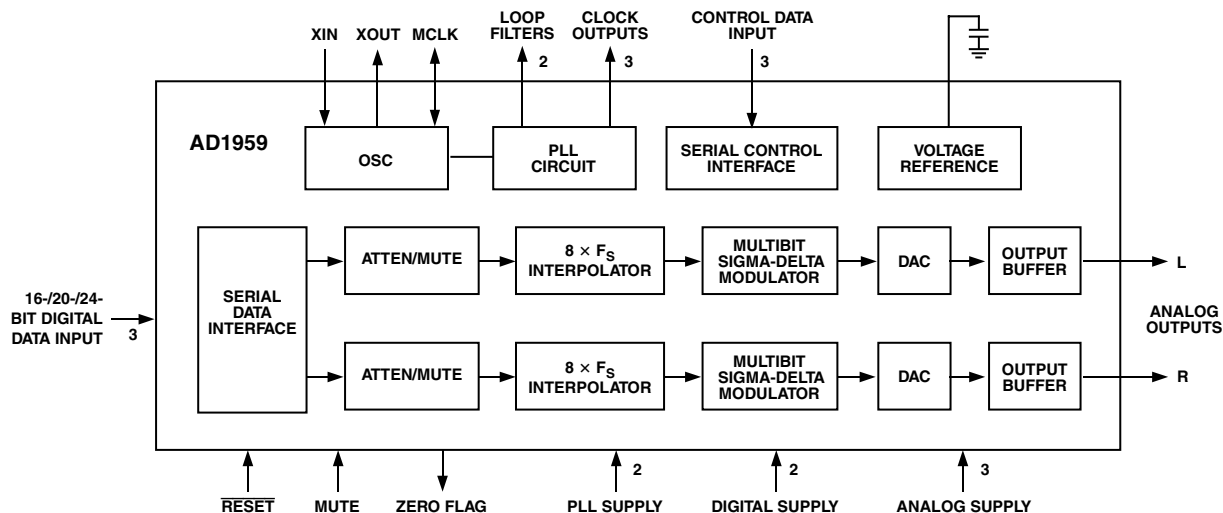 XIN
XOUT
MCLK
LOOP
FILTERS
2
CLOCK
OUTPUTS
3
CONTROL DATA
INPUT
3
AD1959
OSC
PLL
CIRCUIT
SERIAL CONTROL
INTERFACE
VOLTAGE
REFERENCE
16-/20-/24-
BIT DIGITAL
DATA INPUT
3
SERIAL
DATA
INTERFACE
ATTEN/MUTE
8 × FS
INTERPOLATOR
MULTIBIT
SIGMA-DELTA
MODULATOR
DAC
OUTPUT
BUFFER
L
ANALOG
OUTPUTS
ATTEN/MUTE
8 × FS
INTERPOLATOR
MULTIBIT
SIGMA-DELTA
MODULATOR
DAC
OUTPUT
BUFFER
R
RESET
MUTE
ZERO FLAG
2
PLL SUPPLY
2
DIGITAL SUPPLY
3
ANALOG SUPPLY